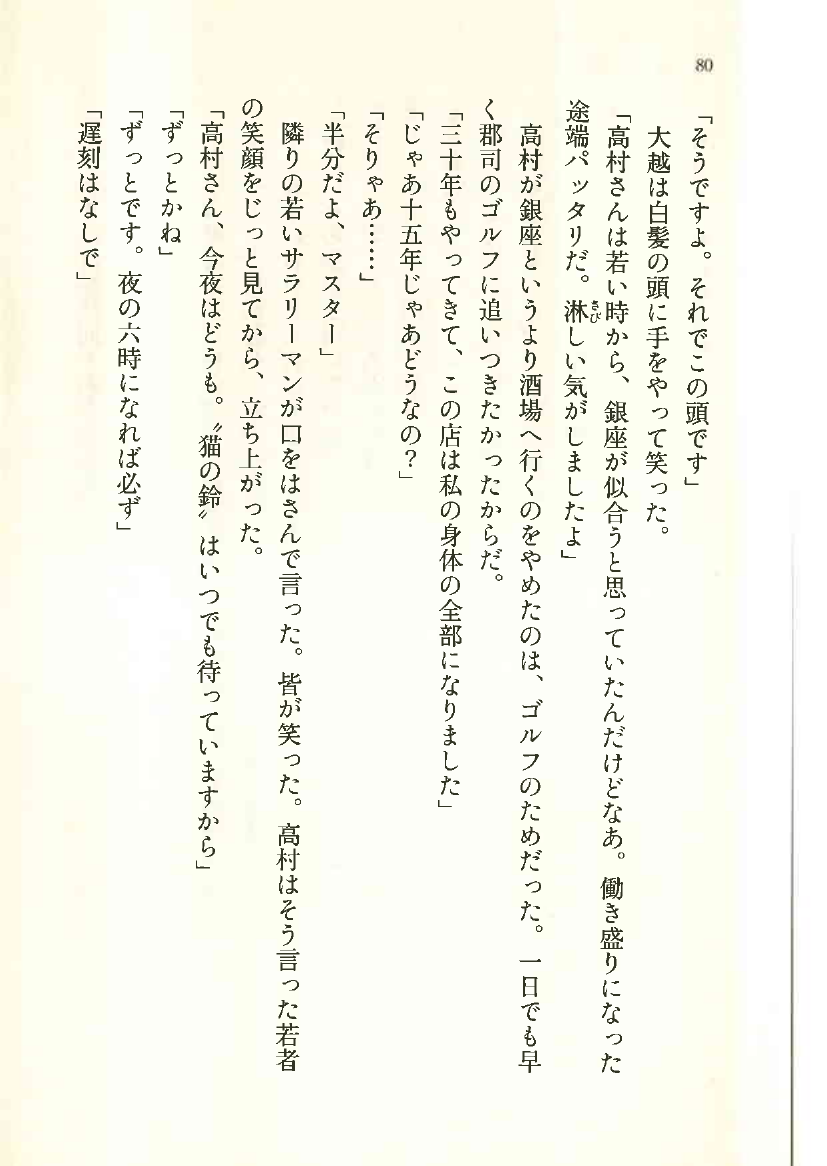 80
「そうですよ。それでこの頭です」
大越は白髪の頭に手をやって笑った。
「高村さんは若い時から、銀座が似合うと思っていたんだけどなあ。働き盛りになった
途端パッタリだ。淋しい気がしましたよ」
さび
高村が銀座というより酒場へ行くのをやめたのは、ゴルフのためだった。一日でも早
く郡司のゴルフに追いつきたかったからだ。
「三十年もやってきて、この店は私の身体の全部になりました」
「じゃあ十五年じゃあどうなの?」
「そりゃあ……」
「半分だよ、マスター」
隣りの若いサラリーマンが口をはさんで言った。皆が笑った。高村はそう言った若者
の笑顔をじっと見てから、立ち上がった。
「高村さん、今夜はどうも。〝猫の鈴〟はいつでも待っていますから」
「ずっとかね」
「ずっとです。夜の六時になれば必ず」
「遅刻はなしで」